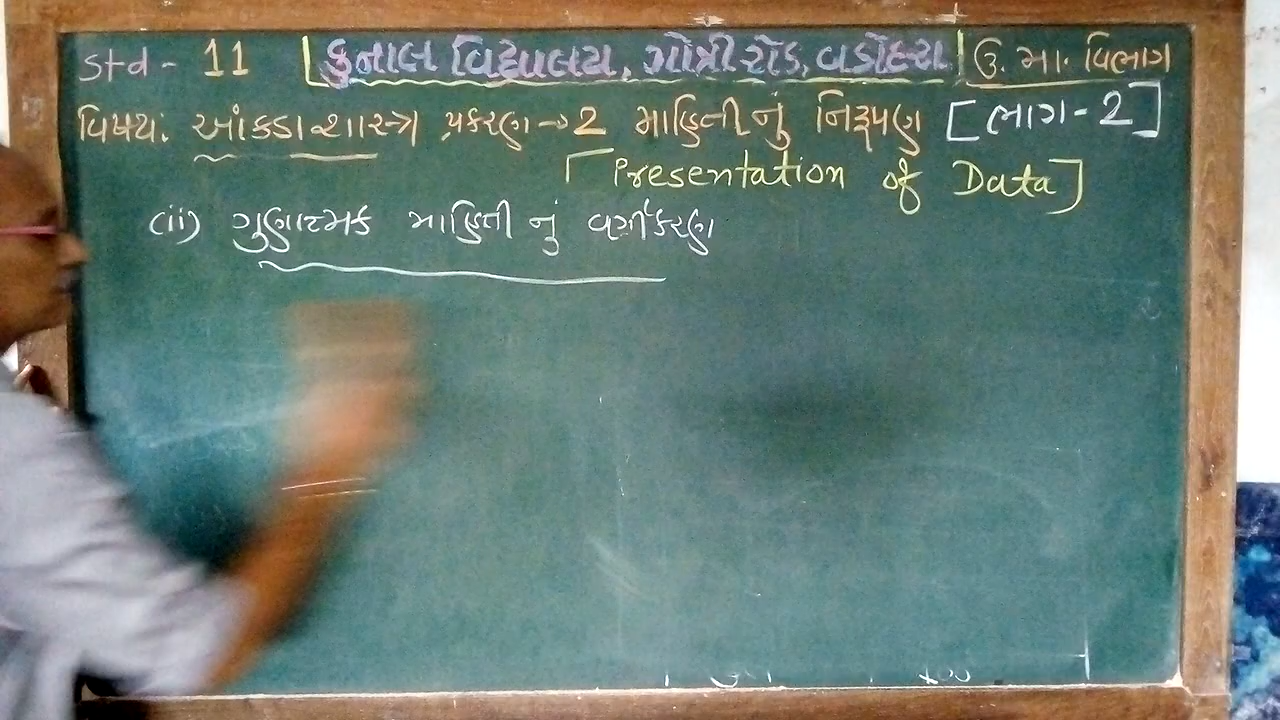 Std - 11 કુનાલ વિદ્યાલય, ગોત્રી રોડ, વડોદરા. ઉ. મા. વિભાગ
વિષય: આંકડાશાસ્ત્ર પ્રકરણ → 2 માહિતીનું નિરૂપણ [ભાગ - 2]
[Presentation of Data]
(ii) ગુણાત્મક માહિતી નું વર્ગીકરણ